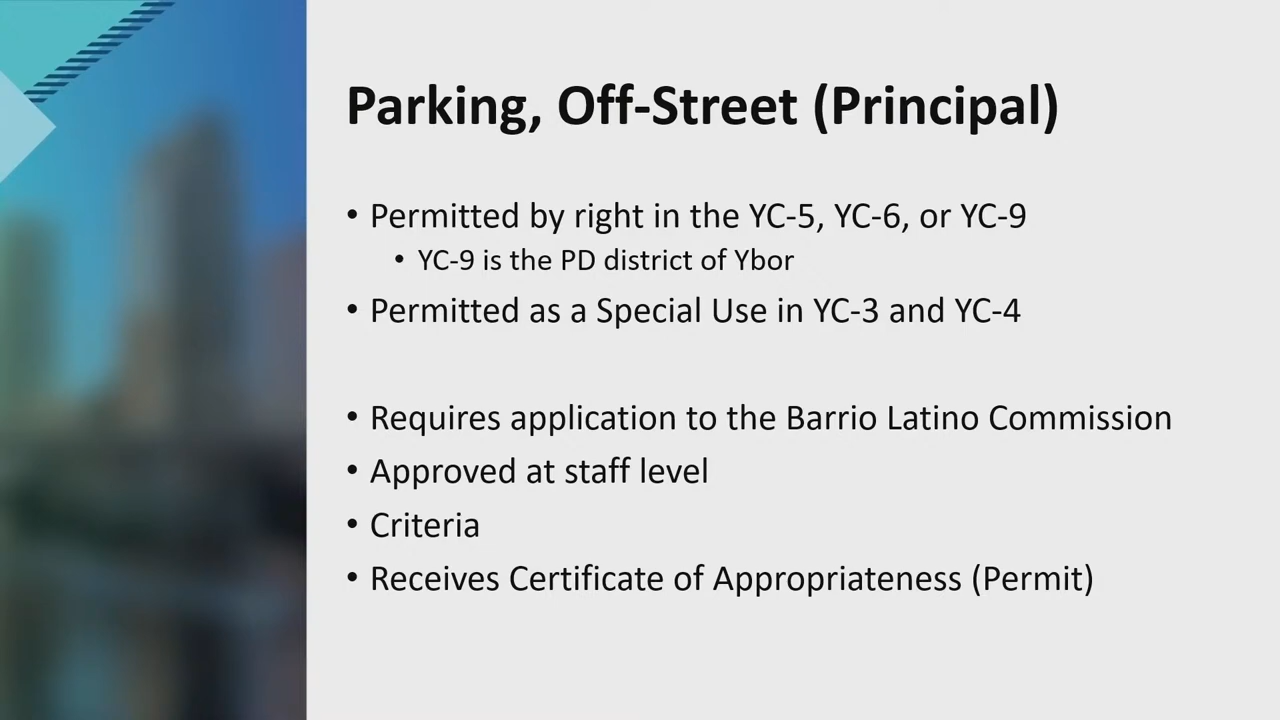 Parking, Off-Street (Principal)
• Permitted by right in the YC-5, YC-6, or YC-9
• YC-9 is the PD district of Ybor
• Permitted as a Special Use in YC-3 and YC-4
• Requires application to the Barrio Latino Commission
• Approved at staff level
• Criteria
• Receives Certificate of Appropriateness (Permit)